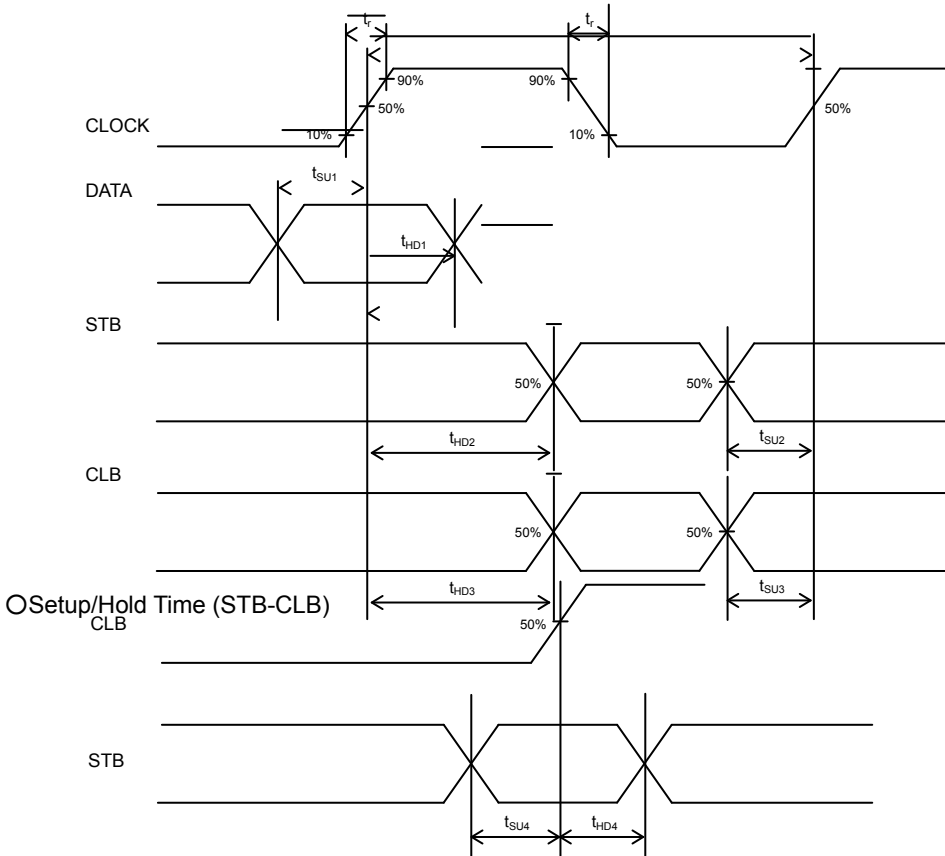 tr tr
90% 90%
50% 50%
CLOCK
10% 10%
tSU1
DATA
tHD1
STB
50% 50%
tHD2 tSU2
CLB
50% 50%
tHD3 tSU3
○Setup/Hold Time (STB-CLB)
CLB
50%
STB
tSU4 tHD4